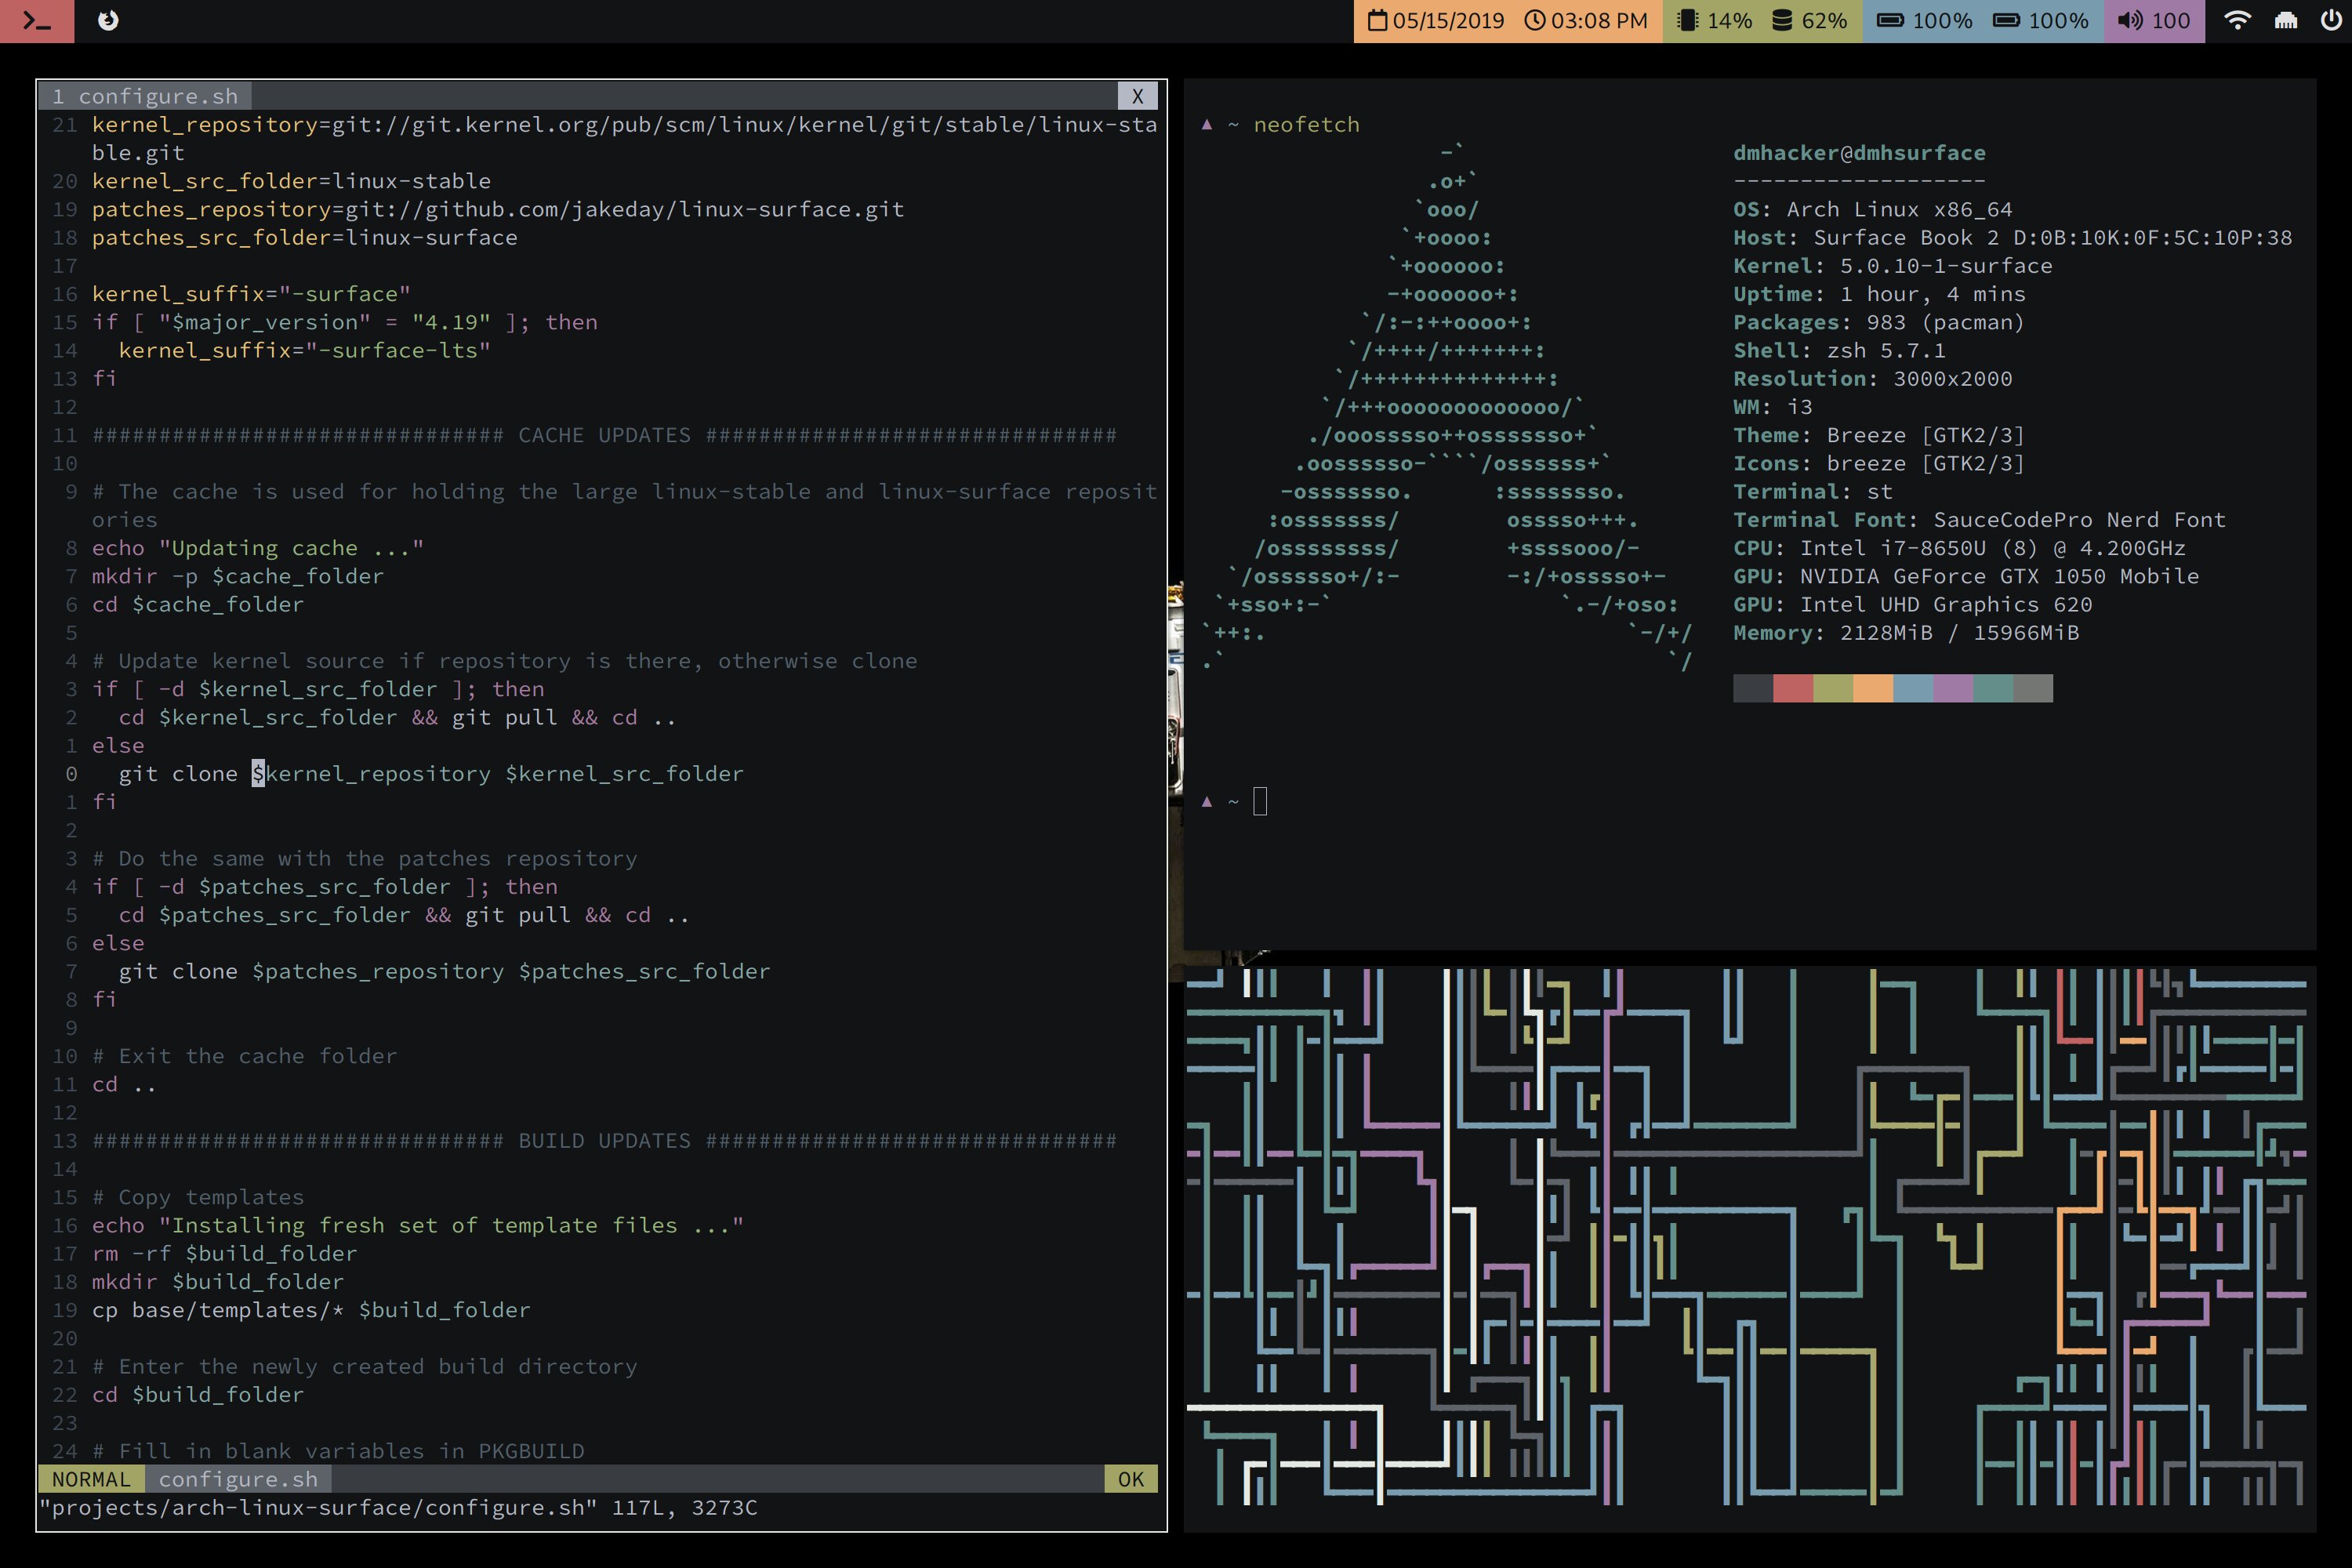 05/15/2019 03:08 PM 14% 62% 100% 100% 100
1 configure.sh X
21 kernel_repository=git://git.kernel.org/pub/scm/linux/kernel/git/stable/linux-sta
ble.git
20 kernel_src_folder=linux-stable
19 patches_repository=git://github.com/jakeday/linux-surface.git
18 patches_src_folder=linux-surface
17
16 kernel_suffix="-surface"
15 if [ "$major_version" = "4.19" ]; then
14   kernel_suffix="-surface-lts"
13 fi
12
11 ############################### CACHE UPDATES ###############################
10
9 # The cache is used for holding the large linux-stable and linux-surface reposit
ories
8 echo "Updating cache ..."
7 mkdir -p $cache_folder
6 cd $cache_folder
5
4 # Update kernel source if repository is there, otherwise clone
3 if [ -d $kernel_src_folder ]; then
2   cd $kernel_src_folder && git pull && cd ..
1 else
0   git clone $kernel_repository $kernel_src_folder
1 fi
2
3 # Do the same with the patches repository
4 if [ -d $patches_src_folder ]; then
5   cd $patches_src_folder && git pull && cd ..
6 else
7   git clone $patches_repository $patches_src_folder
8 fi
9
10 # Exit the cache folder
11 cd ..
12
13 ############################### BUILD UPDATES ###############################
14
15 # Copy templates
16 echo "Installing fresh set of template files ..."
17 rm -rf $build_folder
18 mkdir $build_folder
19 cp base/templates/* $build_folder
20
21 # Enter the newly created build directory
22 cd $build_folder
23
24 # Fill in blank variables in PKGBUILD
NORMAL configure.sh OK
"projects/arch-linux-surface/configure.sh" 117L, 3273C
▲ ~ neofetch
-`
.o+`
`ooo/
`+oooo:
`+oooooo:
-+oooooo+:
`/:-:++oooo+:
`/++++/+++++++:
`/++++++++++++++:
`/+++ooooooooooooo/`
./ooosssso++osssssso+`
.oossssso-````/ossssss+`
-osssssso.      :ssssssso.
:osssssss/        osssso+++.
/ossssssss/        +ssssooo/-
`/ossssso+/:-        -:/+osssso+-
`+sso+:-`                 `.-/+oso:
`++:.                           `-/+/
.`                                 `/
dmhacker@dmhsurface
-------------------
OS: Arch Linux x86_64
Host: Surface Book 2 D:0B:10K:0F:5C:10P:38
Kernel: 5.0.10-1-surface
Uptime: 1 hour, 4 mins
Packages: 983 (pacman)
Shell: zsh 5.7.1
Resolution: 3000x2000
WM: i3
Theme: Breeze [GTK2/3]
Icons: breeze [GTK2/3]
Terminal: st
Terminal Font: SauceCodePro Nerd Font
CPU: Intel i7-8650U (8) @ 4.200GHz
GPU: NVIDIA GeForce GTX 1050 Mobile
GPU: Intel UHD Graphics 620
Memory: 2128MiB / 15966MiB
▲ ~